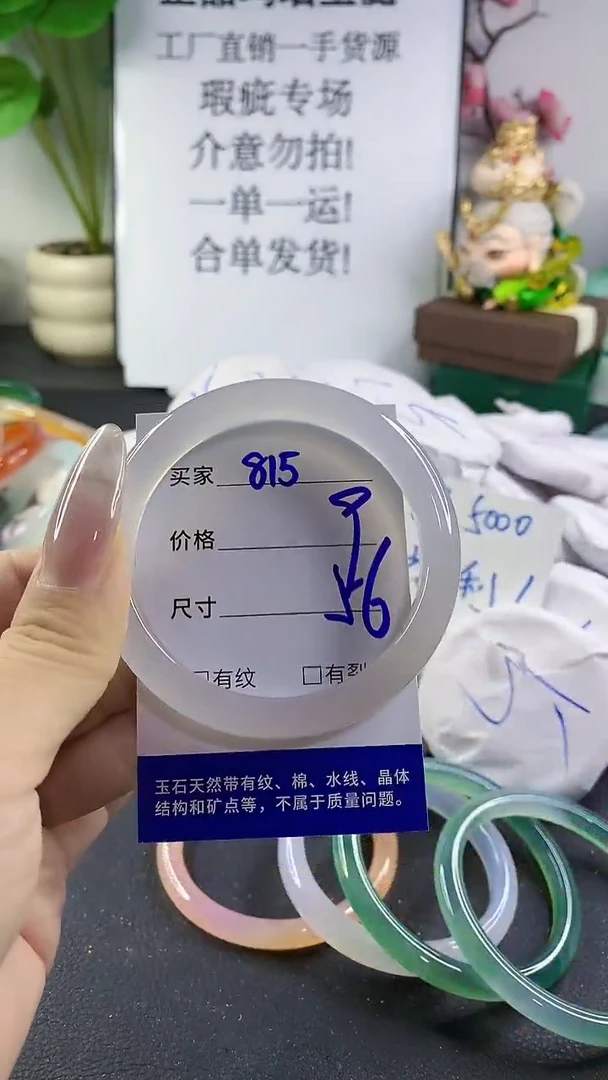 工厂直销一手货源
瑕疵专场
介意勿拍!
一单一运!
合单发货!
买家 815
价格
尺寸 56
□有纹 □有裂
玉石天然带有纹、棉、水线、晶体
结构和矿点等，不属于质量问题。
5000